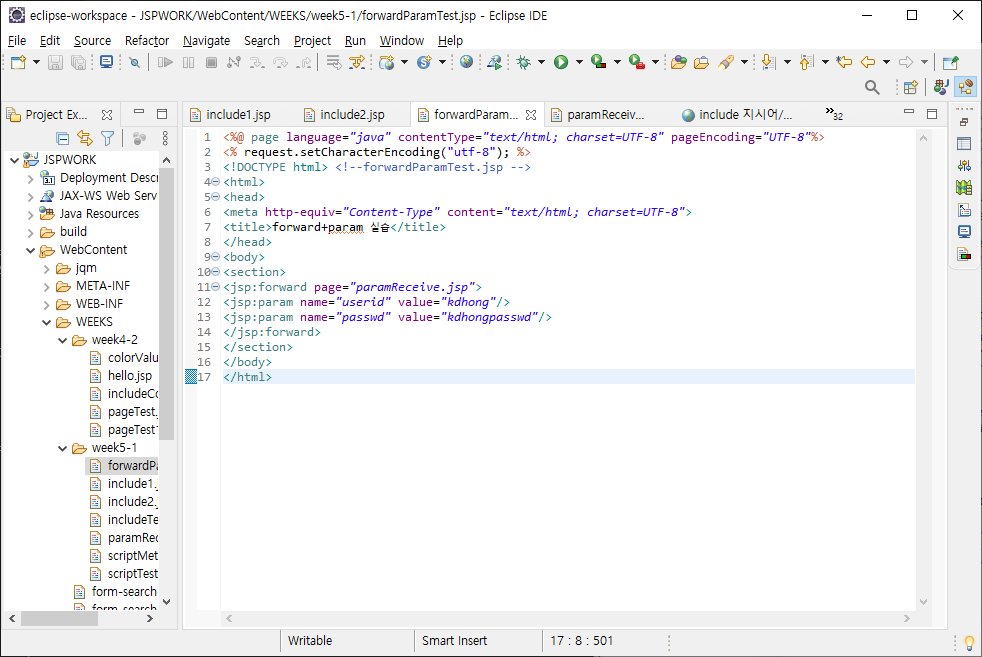 eclipse-workspace - JSPWORK/WebContent/WEEKS/week5-1/forwardParamTest.jsp - Eclipse IDE
File Edit Source Refactor Navigate Search Project Run Window Help
Project Ex...
include1.jsp include2.jsp forwardParam... paramReceiv... include 지시어/... »32
JSPWORK
Deployment Descr
JAX-WS Web Serv
Java Resources
build
WebContent
jqm
META-INF
WEB-INF
WEEKS
week4-2
colorValu
hello.jsp
includeCo
pageTest.
pageTest1
week5-1
forwardPa
include1.
include2.
includeTe
paramRec
scriptMet
scriptTest
form-search
form-search
1 <%@ page language="java" contentType="text/html; charset=UTF-8" pageEncoding="UTF-8"%>
2 <% request.setCharacterEncoding("utf-8"); %>
3 <!DOCTYPE html> <!--forwardParamTest.jsp -->
4 <html>
5 <head>
6 <meta http-equiv="Content-Type" content="text/html; charset=UTF-8">
7 <title>forward+param 실습</title>
8 </head>
9 <body>
10 <section>
11 <jsp:forward page="paramReceive.jsp">
12 <jsp:param name="userid" value="kdhong"/>
13 <jsp:param name="passwd" value="kdhongpasswd"/>
14 </jsp:forward>
15 </section>
16 </body>
17 </html>
Writable Smart Insert 17 : 8 : 501